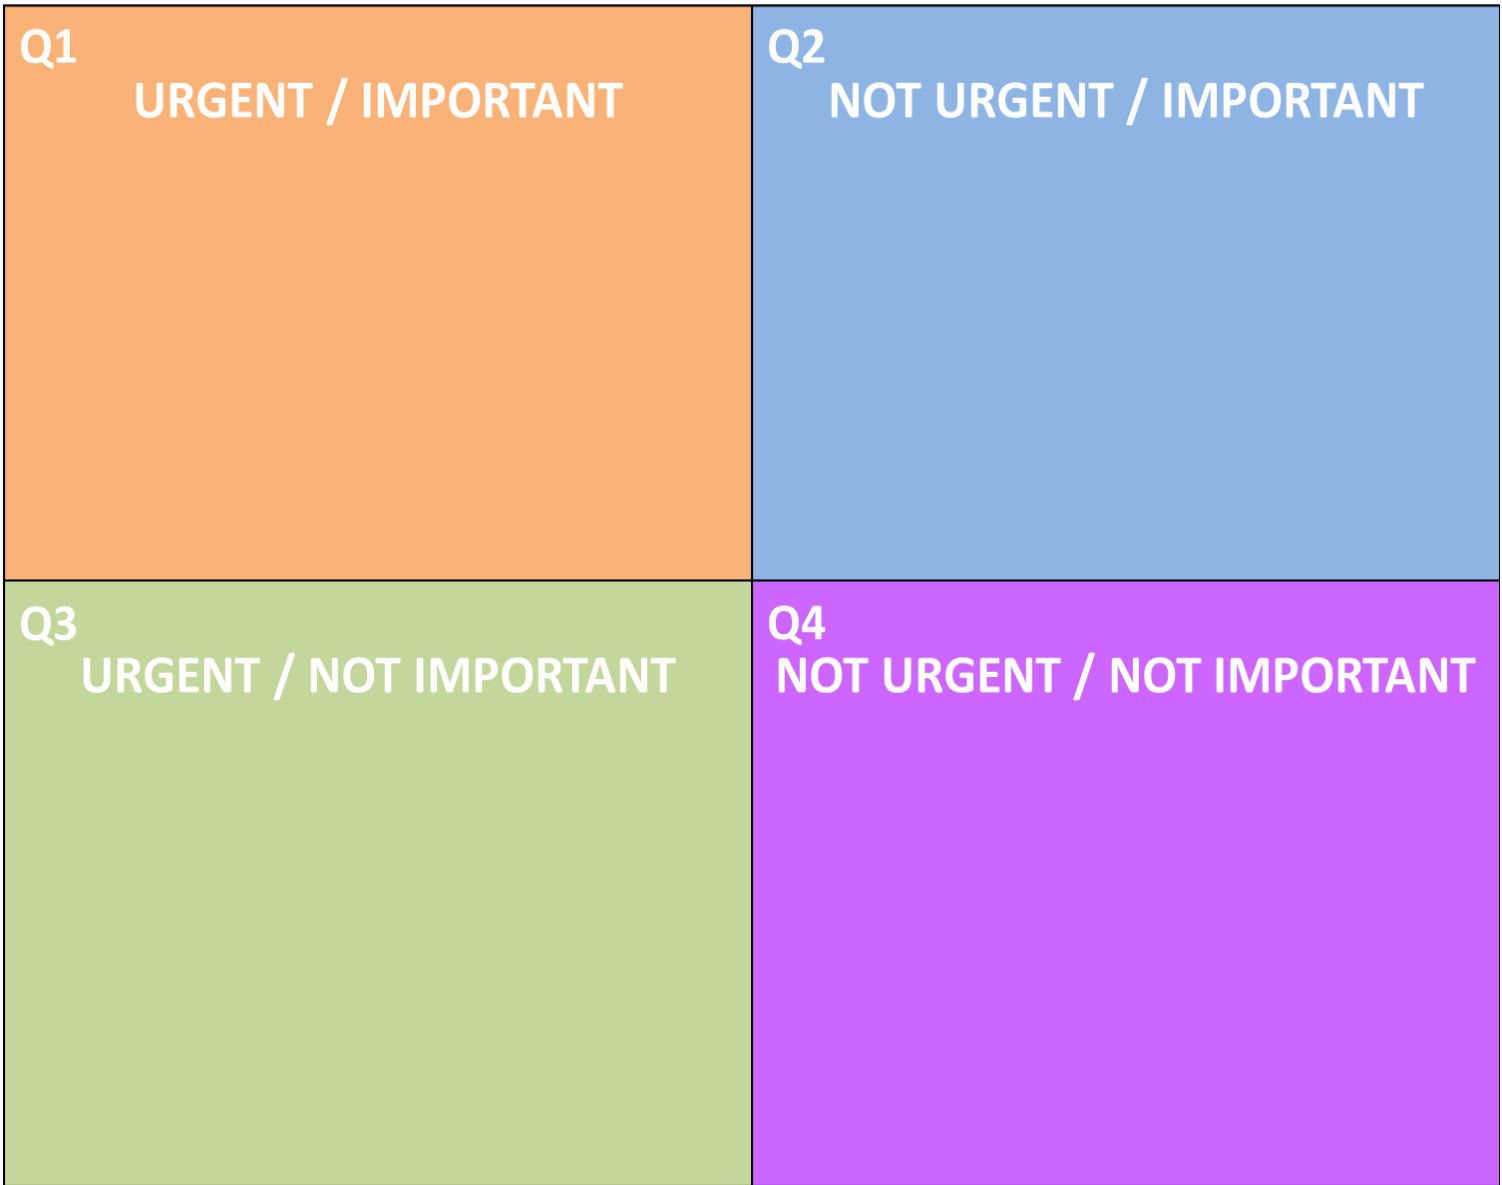 Q1
URGENT / IMPORTANT
Q2
NOT URGENT / IMPORTANT
Q3
URGENT / NOT IMPORTANT
Q4
NOT URGENT / NOT IMPORTANT